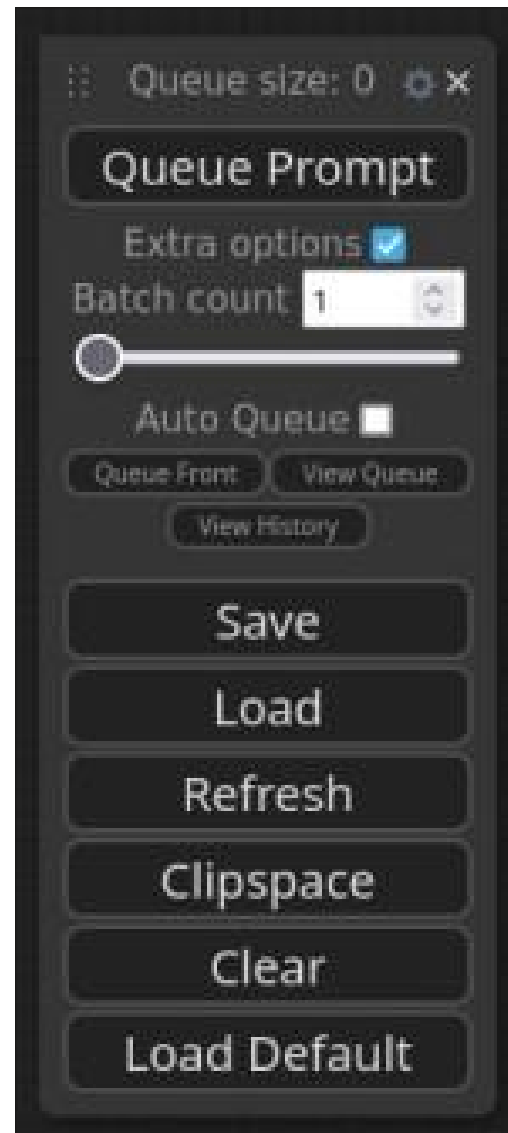 Queue size: 0
Queue Prompt
Extra options
Batch count 1
Auto Queue
Queue Front View Queue
View History
Save
Load
Refresh
Clipspace
Clear
Load Default